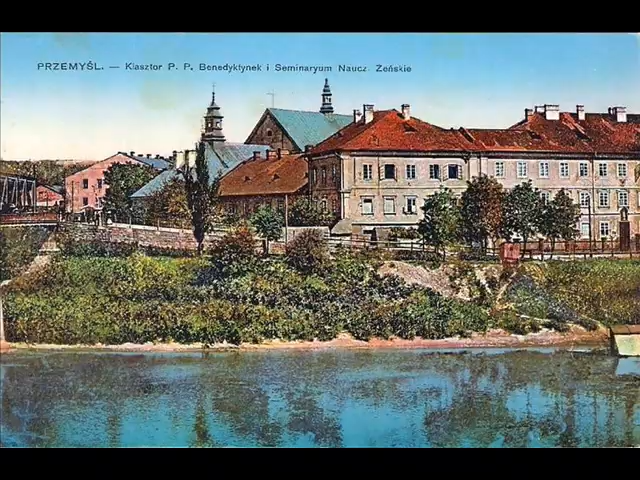 PRZEMYŚL. — Klasztor P. P. Benedyktynek i Seminaryum Naucz. Żeńskie